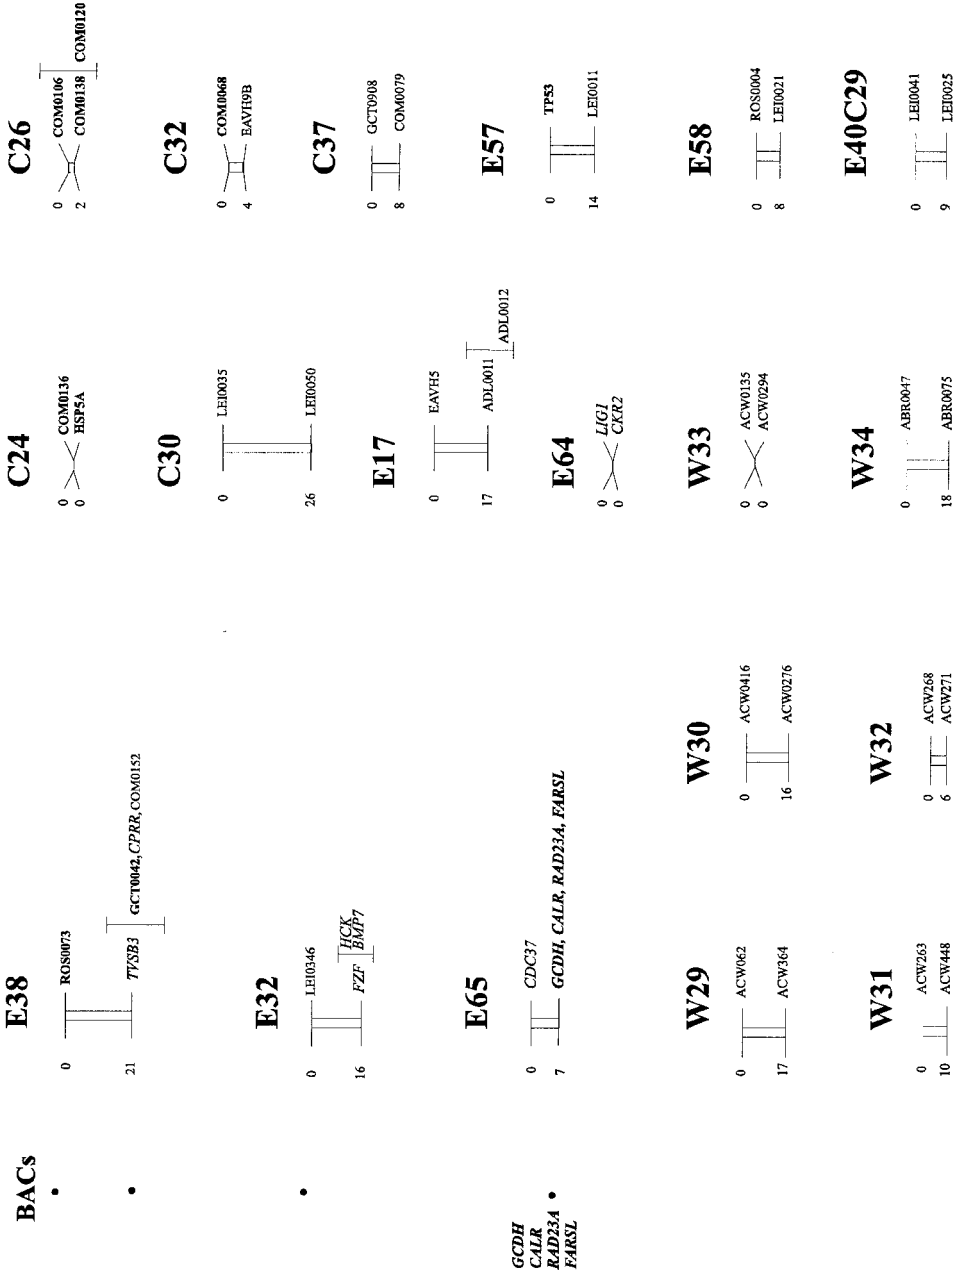 BACs
GCDH
CALR
RAD23A
FARSL
E38
0 ROS0073
21 TVSB3 GCT0042, CPRR, COM0152
C24
0 COM0136
0 HSP5A
C26
0 COM0106
2 COM0138 COM0120
C30
0 LEI0035
26 LEI0050
C32
0 COM0068
4 EAVH9B
E32
0 LEI0346
16 FZF HCK
BMP7
E17
0 EAVH5
17 ADL0011 ADL0012
C37
0 GCT0908
8 COM0079
E65
0 CDC37
7 GCDH, CALR, RAD23A, FARSL
E64
0 LIG1
0 CKR2
E57
0 TP53
14 LEI0011
W29
0 ACW062
17 ACW364
W30
0 ACW0416
16 ACW0276
W33
0 ACW0135
0 ACW0294
E58
0 ROS0004
8 LEI0021
W31
0 ACW263
10 ACW448
W32
0 ACW268
6 ACW271
W34
0 ABR0047
18 ABR0075
E40C29
0 LEI0041
9 LEI0025